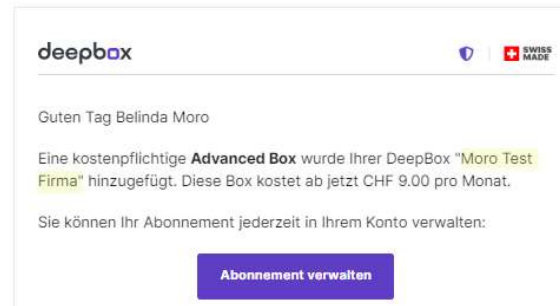 deepbox
SWISS
MADE
Guten Tag Belinda Moro
Eine kostenpflichtige Advanced Box wurde Ihrer DeepBox "Moro Test
Firma" hinzugefügt. Diese Box kostet ab jetzt CHF 9.00 pro Monat.
Sie können Ihr Abonnement jederzeit in Ihrem Konto verwalten:
Abonnement verwalten